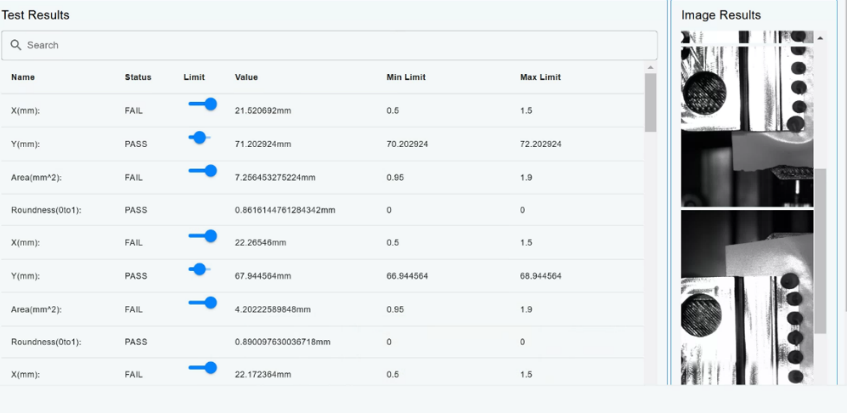 Test Results
Image Results
Search
Name Status Limit Value Min Limit Max Limit
X(mm): FAIL 21.520692mm 0.5 1.5
Y(mm): PASS 71.202924mm 70.202924 72.202924
Area(mm^2): FAIL 7.256453275224mm 0.95 1.9
Roundness(0to1): PASS 0.8616144761284342mm 0 0
X(mm): FAIL 22.26546mm 0.5 1.5
Y(mm): PASS 67.944564mm 66.944564 68.944564
Area(mm^2): FAIL 4.20222589848mm 0.95 1.9
Roundness(0to1): PASS 0.890097630036718mm 0 0
X(mm): FAIL 22.172364mm 0.5 1.5